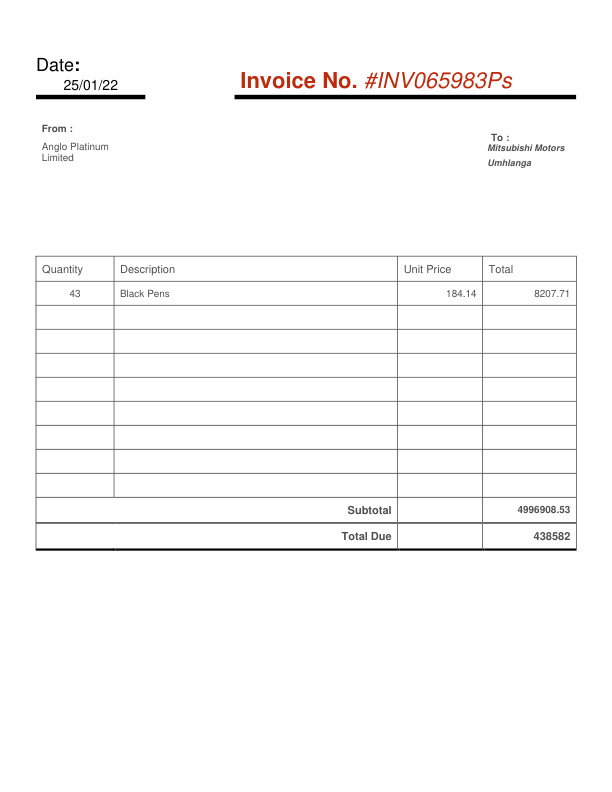 Date:
25/01/22
Invoice No. #INV065983Ps
From :
Anglo Platinum
Limited
To :
Mitsubishi Motors
Umhlanga
Quantity Description Unit Price Total
43 Black Pens 184.14 8207.71
Subtotal 4996908.53
Total Due 438582